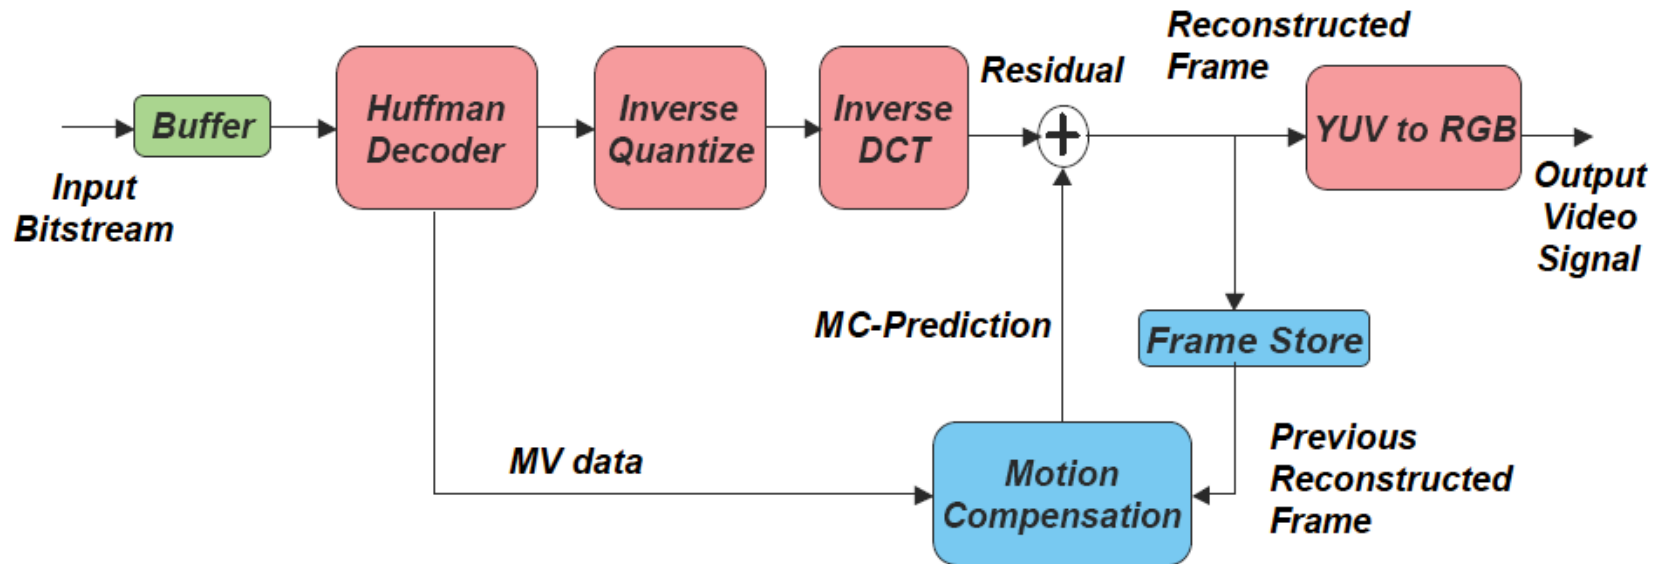 Reconstructed
Frame
Residual
Buffer
Huffman
Decoder
Inverse
Quantize
Inverse
DCT
+
YUV to RGB
Input
Bitstream
Output
Video
Signal
MC-Prediction
Frame Store
MV data
Motion
Compensation
Previous
Reconstructed
Frame